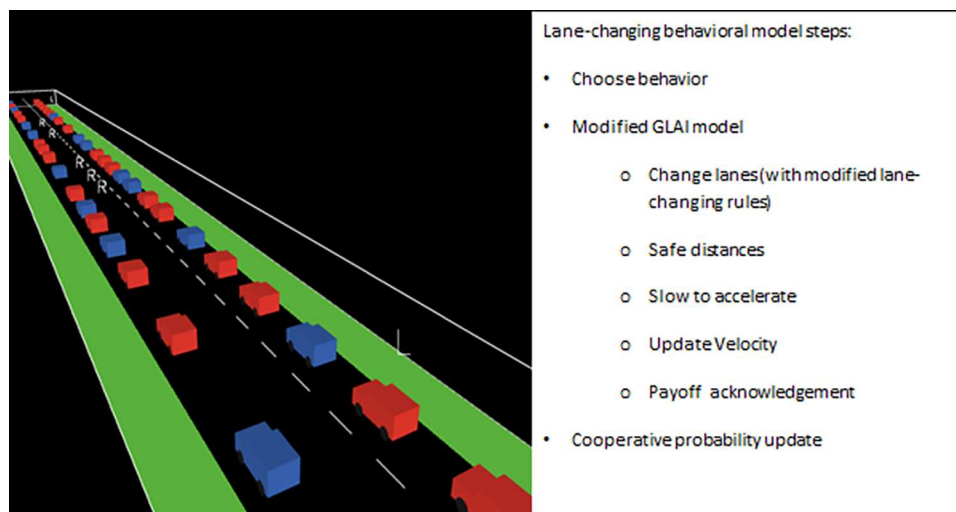 Lane-changing behavioral model steps:
• Choose behavior
• Modified GLAI model
o Change lanes(with modified lane-
changing rules)
o Safe distances
o Slow to accelerate
o Update Velocity
o Payoff acknowledgement
• Cooperative probability update
R
R
R
R
R
L